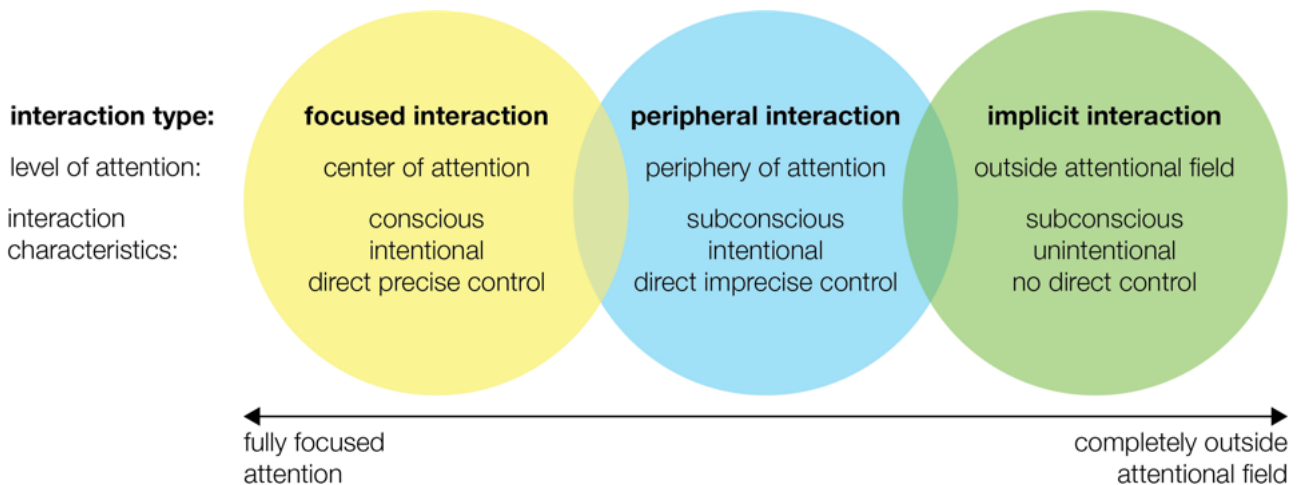 interaction type: focused interaction peripheral interaction implicit interaction
level of attention: center of attention periphery of attention outside attentional field
interaction conscious subconscious subconscious
characteristics: intentional intentional unintentional
direct precise control direct imprecise control no direct control
fully focused completely outside
attention attentional field